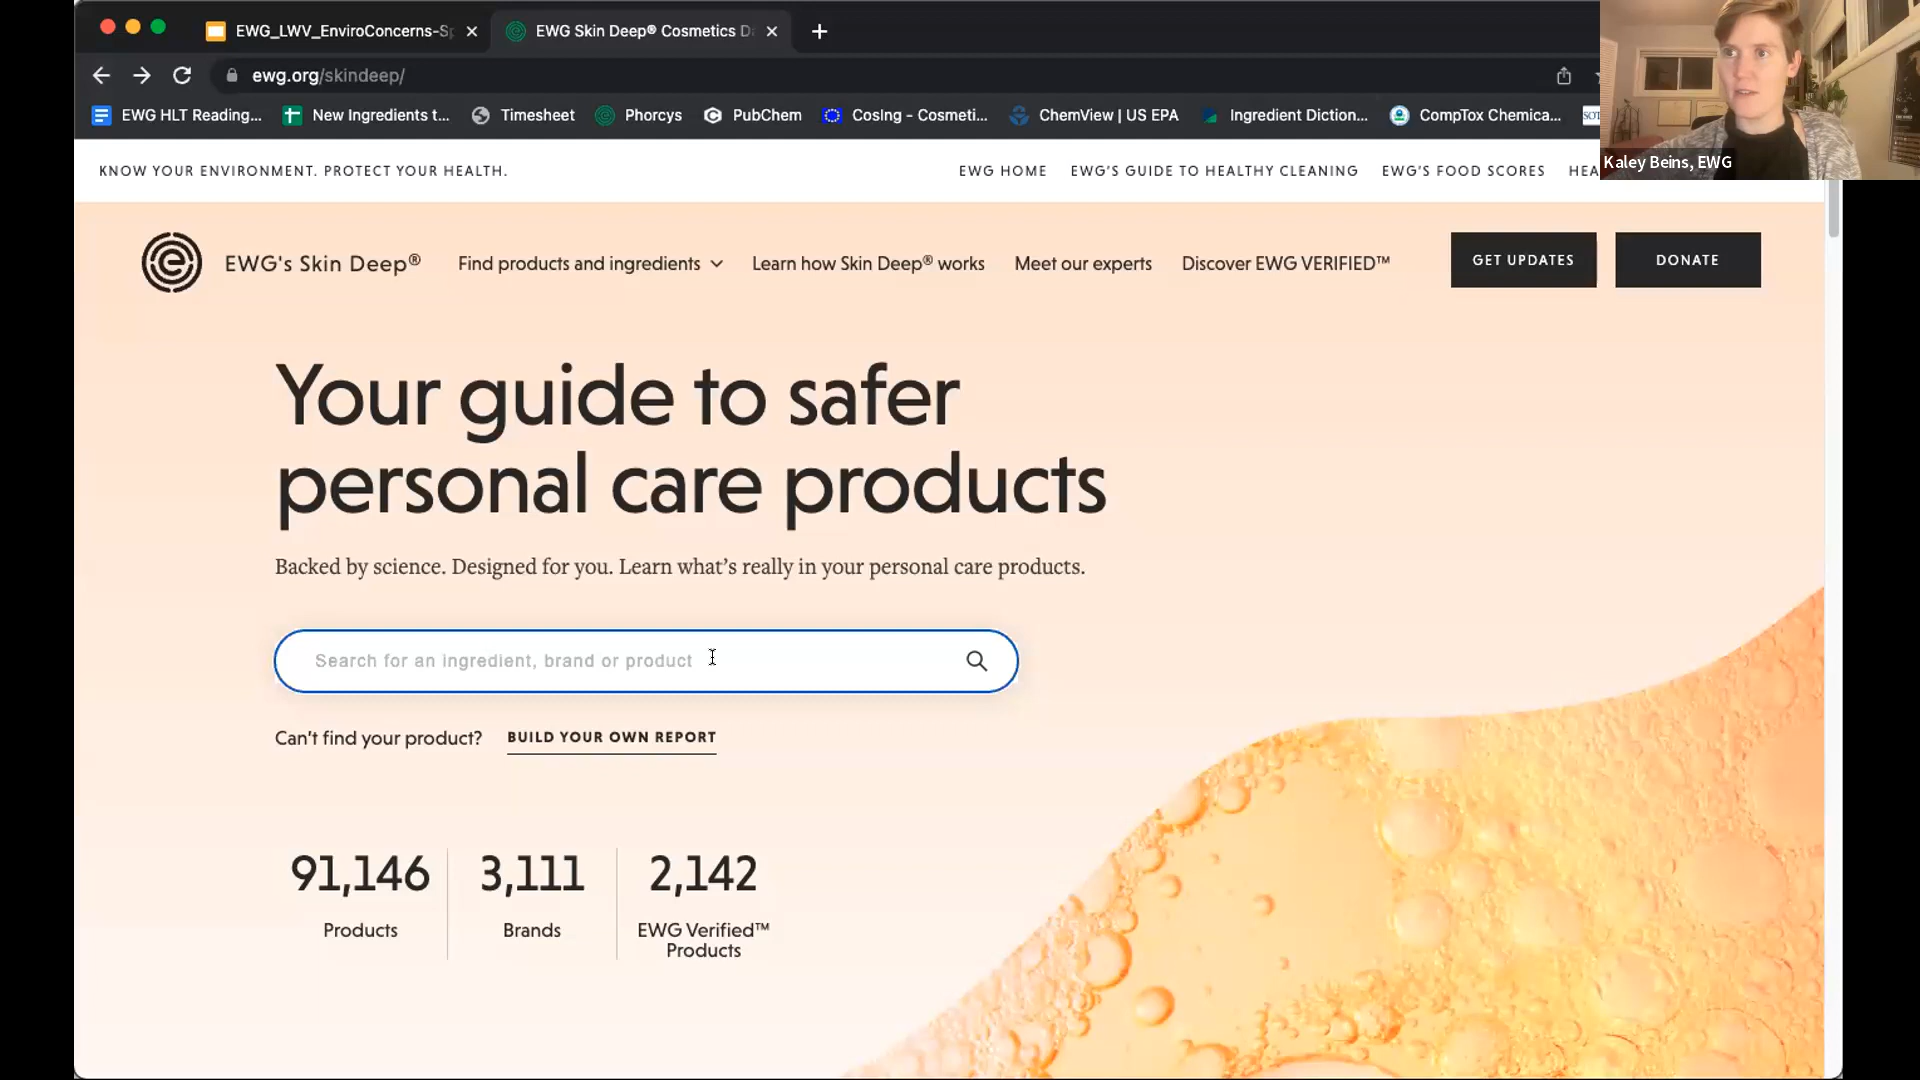 EWG_LWV_EnviroConcerns-Sp
EWG Skin Deep® Cosmetics D
ewg.org/skindeep/
EWG HLT Reading... New Ingredients t... Timesheet Phorcys PubChem CosIng - Cosmeti... ChemView | US EPA Ingredient Diction... CompTox Chemica... SOT
Kaley Beins, EWG
KNOW YOUR ENVIRONMENT. PROTECT YOUR HEALTH. EWG HOME EWG'S GUIDE TO HEALTHY CLEANING EWG'S FOOD SCORES HEA
EWG's Skin Deep® Find products and ingredients Learn how Skin Deep® works Meet our experts Discover EWG VERIFIED™ GET UPDATES DONATE
Your guide to safer
personal care products
Backed by science. Designed for you. Learn what's really in your personal care products.
Search for an ingredient, brand or product
Can't find your product? BUILD YOUR OWN REPORT
91,146 3,111 2,142
Products Brands EWG Verified™
Products